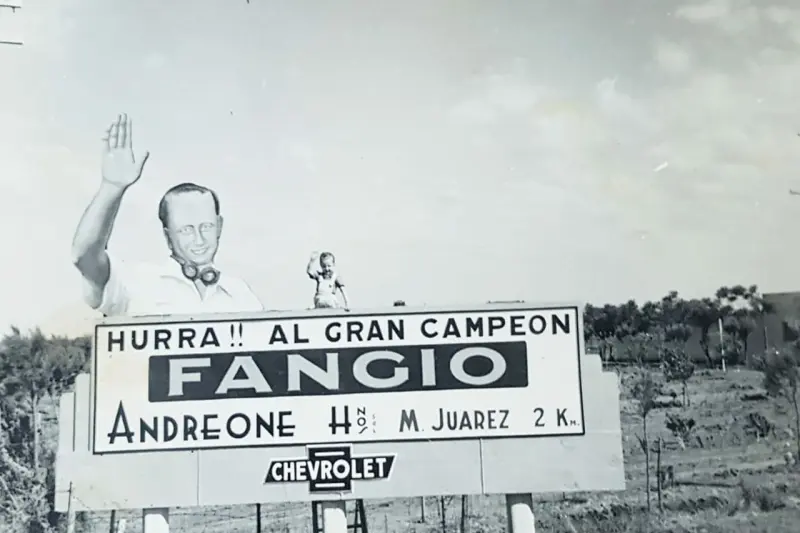 HURRA!! AL GRAN CAMPEON
FANGIO
ANDREONE HNOS M. JUAREZ 2 KM.
CHEVROLET